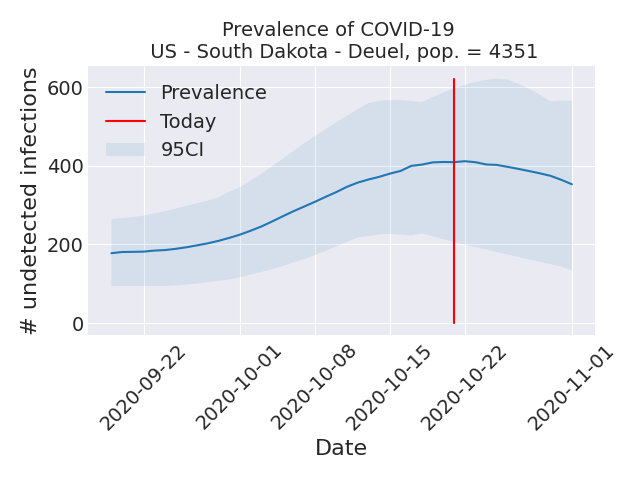 Prevalence of COVID-19
US - South Dakota - Deuel, pop. = 4351
# undetected infections
600
400
200
0
Prevalence
Today
95CI
2020-09-22
2020-10-01
2020-10-08
2020-10-15
2020-10-22
2020-11-01
Date